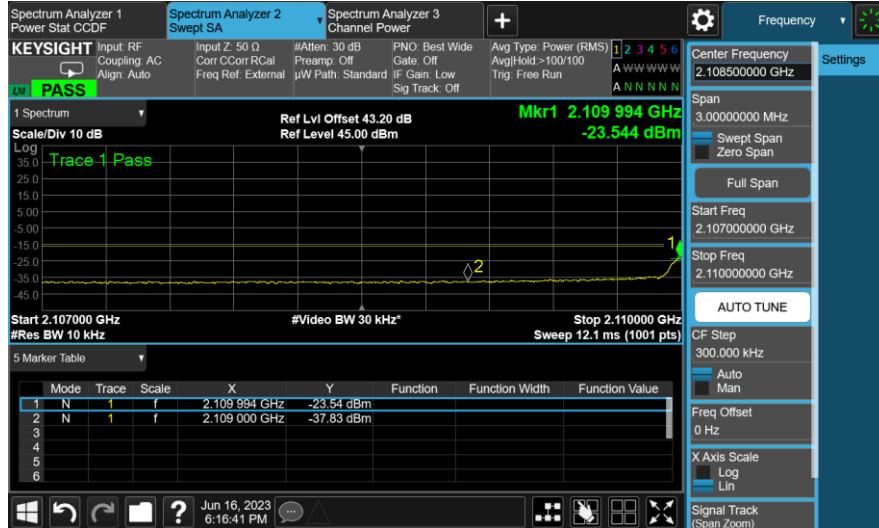 Spectrum Analyzer 1
Power Stat CCDF
Spectrum Analyzer 2
Swept SA
Spectrum Analyzer 3
Channel Power
+
Frequency
KEYSIGHT
LXI PASS
Input: RF
Coupling: AC
Align: Auto
Input Z: 50 Ω
Corr CCorr RCal
Freq Ref: External
#Atten: 30 dB
Preamp: Off
µW Path: Standard
PNO: Best Wide
Gate: Off
IF Gain: Low
Sig Track: Off
Avg Type: Power (RMS)
Avg|Hold:>100/100
Trig: Free Run
1 2 3 4 5 6
A W W W W W
A N N N N N
1 Spectrum
Scale/Div 10 dB
Ref Lvl Offset 43.20 dB
Ref Level 45.00 dBm
Mkr1 2.109 994 GHz
-23.544 dBm
Log
Trace 1 Pass
35.0
25.0
15.0
5.00
-5.00
-15.0
-25.0
-35.0
-45.0
1
2
Start 2.107000 GHz
#Video BW 30 kHz*
Stop 2.110000 GHz
#Res BW 10 kHz
Sweep 12.1 ms (1001 pts)
5 Marker Table
Mode Trace Scale X Y Function Function Width Function Value
1 N 1 f 2.109 994 GHz -23.54 dBm
2 N 1 f 2.109 000 GHz -37.83 dBm
3
4
5
6
?
Jun 16, 2023
6:16:41 PM
Center Frequency
2.108500000 GHz
Settings
Span
3.00000000 MHz
Swept Span
Zero Span
Full Span
Start Freq
2.107000000 GHz
Stop Freq
2.110000000 GHz
AUTO TUNE
CF Step
300.000 kHz
Auto
Man
Freq Offset
0 Hz
X Axis Scale
Log
Lin
Signal Track
(Span Zoom)